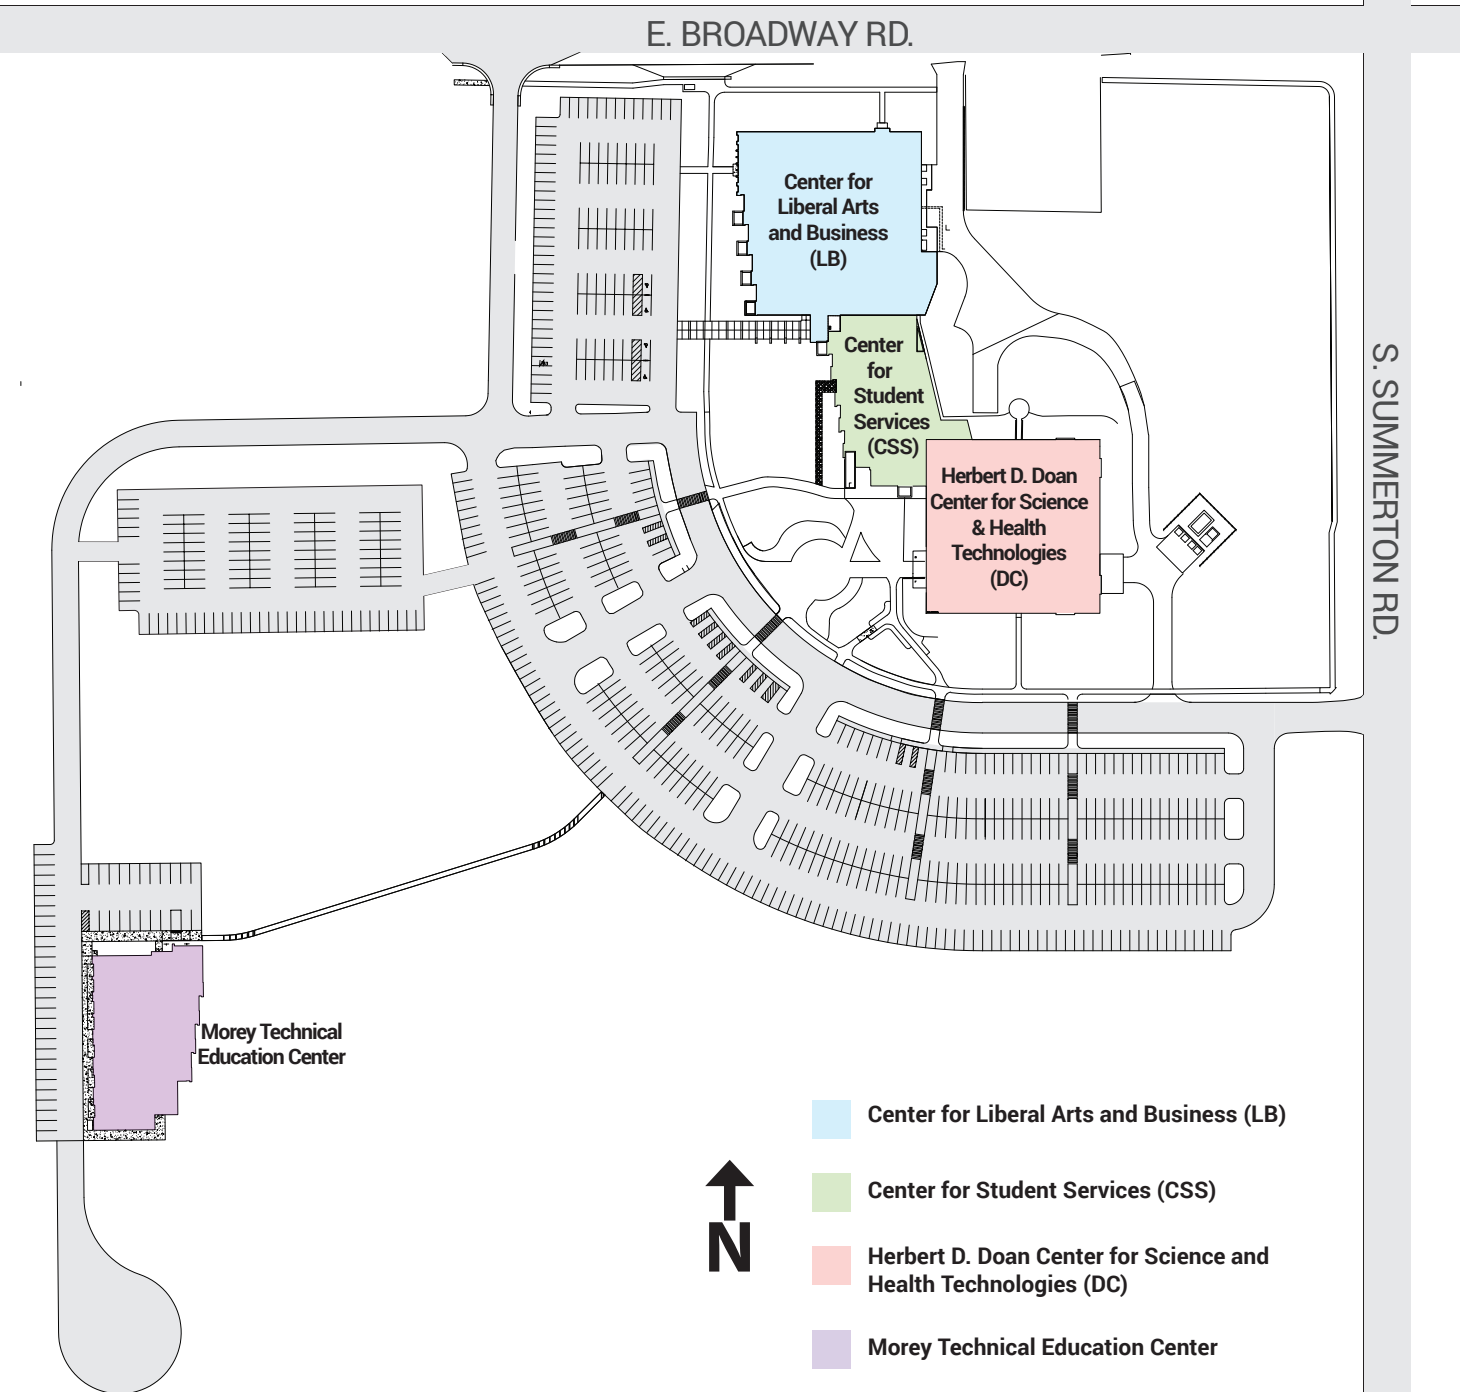 E. BROADWAY RD.
Center for
Liberal Arts
and Business
(LB)
Center
for
Student
Services
(CSS)
S. SUMMERTON RD.
Herbert D. Doan
Center for Science
& Health
Technologies
(DC)
Morey Technical
Education Center
Center for Liberal Arts and Business (LB)
Center for Student Services (CSS)
N
Herbert D. Doan Center for Science and
Health Technologies (DC)
Morey Technical Education Center